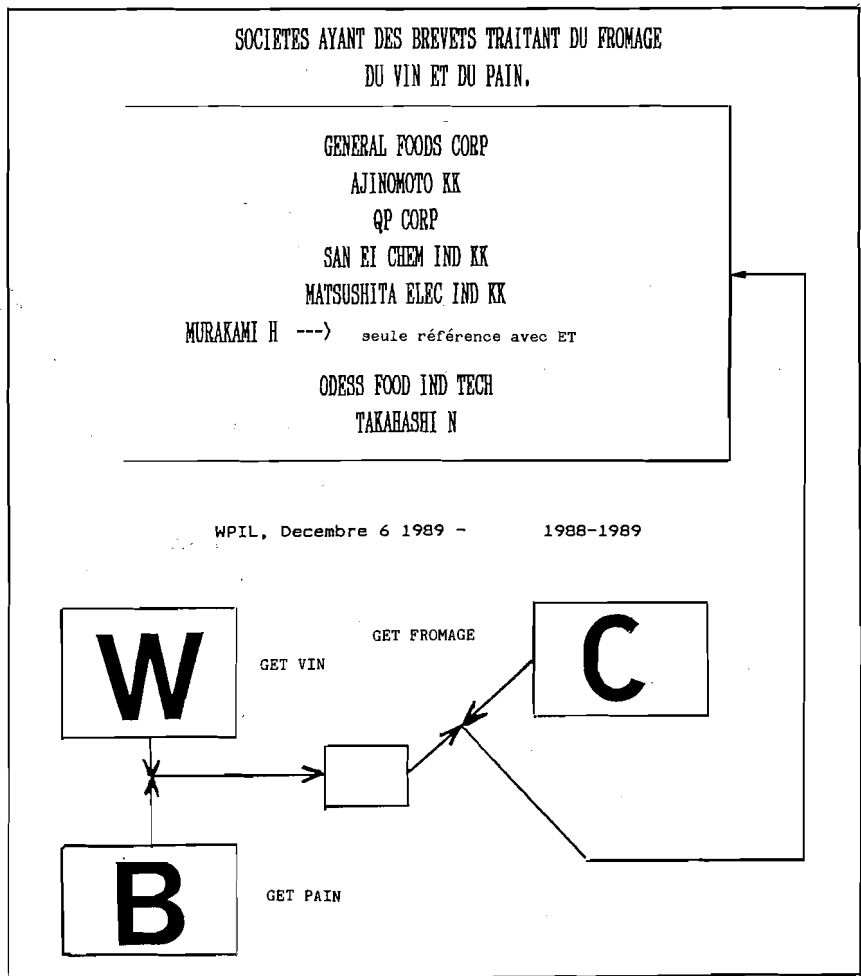 SOCIETES AYANT DES BREVETS TRAITANT DU FROMAGE
DU VIN ET DU PAIN.
GENERAL FOODS CORP
AJINOMOTO KK
QP CORP
SAN EI CHEM IND KK
MATSUSHITA ELEC IND KK
MURAKAMI H ---> seule référence avec ET
ODESS FOOD IND TECH
TAKAHASHI N
WPIL, Decembre 6 1989 - 1988-1989
W
GET VIN
GET FROMAGE
C
B
GET PAIN